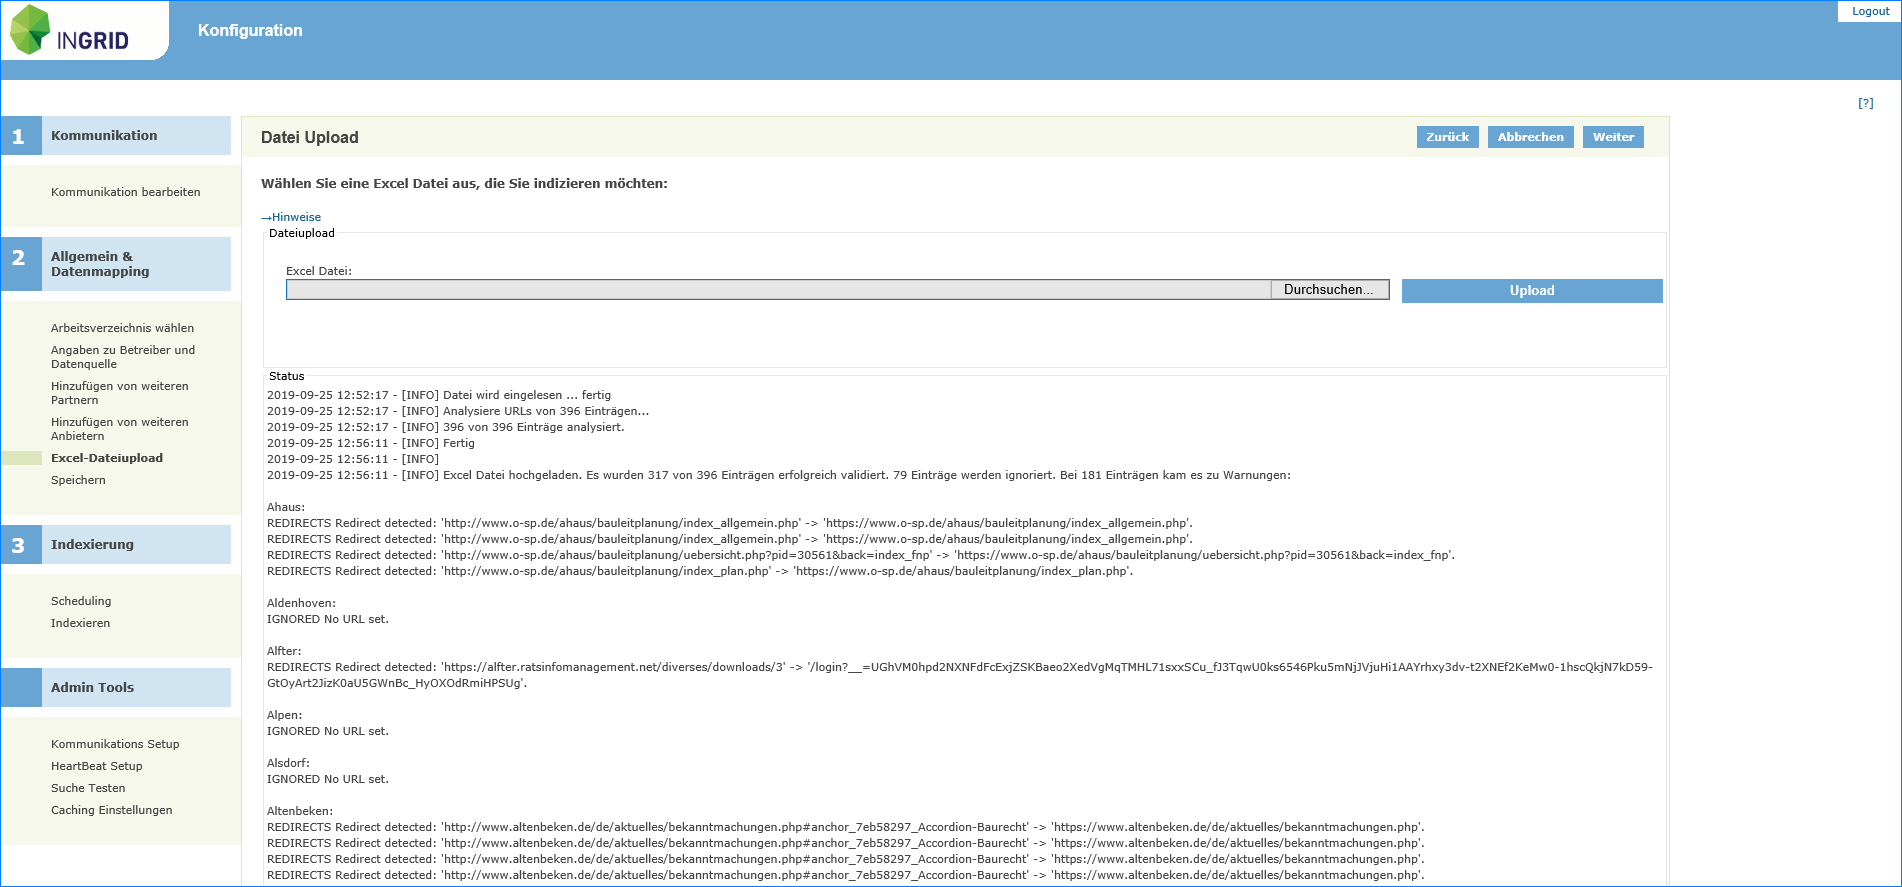 INGRID
Konfiguration
Logout
[?]
1 Kommunikation
Kommunikation bearbeiten
2 Allgemein &
Datenmapping
Arbeitsverzeichnis wählen
Angaben zu Betreiber und
Datenquelle
Hinzufügen von weiteren
Partnern
Hinzufügen von weiteren
Anbietern
Excel-Dateiupload
Speichern
3 Indexierung
Scheduling
Indexieren
Admin Tools
Kommunikations Setup
HeartBeat Setup
Suche Testen
Caching Einstellungen
Datei Upload
Zurück Abbrechen Weiter
Wählen Sie eine Excel Datei aus, die Sie indizieren möchten:
→Hinweise
Dateiupload
Excel Datei:
Durchsuchen... Upload
Status
2019-09-25 12:52:17 - [INFO] Datei wird eingelesen ... fertig
2019-09-25 12:52:17 - [INFO] Analysiere URLs von 396 Einträgen...
2019-09-25 12:52:17 - [INFO] 396 von 396 Einträge analysiert.
2019-09-25 12:56:11 - [INFO] Fertig
2019-09-25 12:56:11 - [INFO]
2019-09-25 12:56:11 - [INFO] Excel Datei hochgeladen. Es wurden 317 von 396 Einträgen erfolgreich validiert. 79 Einträge werden ignoriert. Bei 181 Einträgen kam es zu Warnungen:
Ahaus:
REDIRECTS Redirect detected: 'http://www.o-sp.de/ahaus/bauleitplanung/index_allgemein.php' -> 'https://www.o-sp.de/ahaus/bauleitplanung/index_allgemein.php'.
REDIRECTS Redirect detected: 'http://www.o-sp.de/ahaus/bauleitplanung/index_allgemein.php' -> 'https://www.o-sp.de/ahaus/bauleitplanung/index_allgemein.php'.
REDIRECTS Redirect detected: 'http://www.o-sp.de/ahaus/bauleitplanung/uebersicht.php?pid=30561&back=index_fnp' -> 'https://www.o-sp.de/ahaus/bauleitplanung/uebersicht.php?pid=30561&back=index_fnp'.
REDIRECTS Redirect detected: 'http://www.o-sp.de/ahaus/bauleitplanung/index_plan.php' -> 'https://www.o-sp.de/ahaus/bauleitplanung/index_plan.php'.
Aldenhoven:
IGNORED No URL set.
Alfter:
REDIRECTS Redirect detected: 'https://alfter.ratsinfomanagement.net/diverses/downloads/3' -> '/login?__=UGhVM0hpd2NXNFdFcExjZSKBaeo2XedVgMqTMHL71sxxSCu_fJ3TqwU0ks6546Pku5mNjJVjuHi1AAYrhxy3dv-t2XNEf2KeMw0-1hscQkjN7kD59-
GtOyArt2JizK0aU5GWnBc_HyOXOdRmiHPSUg'.
Alpen:
IGNORED No URL set.
Alsdorf:
IGNORED No URL set.
Altenbeken:
REDIRECTS Redirect detected: 'http://www.altenbeken.de/de/aktuelles/bekanntmachungen.php#anchor_7eb58297_Accordion-Baurecht' -> 'https://www.altenbeken.de/de/aktuelles/bekanntmachungen.php'.
REDIRECTS Redirect detected: 'http://www.altenbeken.de/de/aktuelles/bekanntmachungen.php#anchor_7eb58297_Accordion-Baurecht' -> 'https://www.altenbeken.de/de/aktuelles/bekanntmachungen.php'.
REDIRECTS Redirect detected: 'http://www.altenbeken.de/de/aktuelles/bekanntmachungen.php#anchor_7eb58297_Accordion-Baurecht' -> 'https://www.altenbeken.de/de/aktuelles/bekanntmachungen.php'.
REDIRECTS Redirect detected: 'http://www.altenbeken.de/de/aktuelles/bekanntmachungen.php#anchor_7eb58297_Accordion-Baurecht' -> 'https://www.altenbeken.de/de/aktuelles/bekanntmachungen.php'.